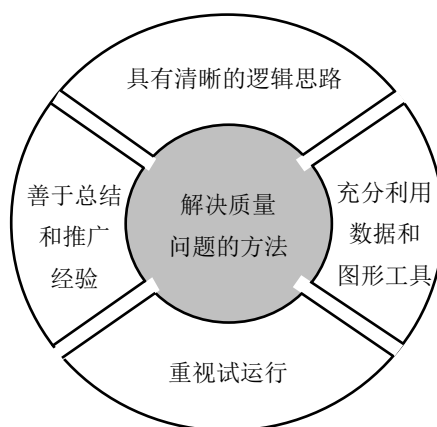 具有清晰的逻辑思路
善于总结
和推广
经验
解决质量
问题的方法
充分利用
数据和
图形工具
重视试运行